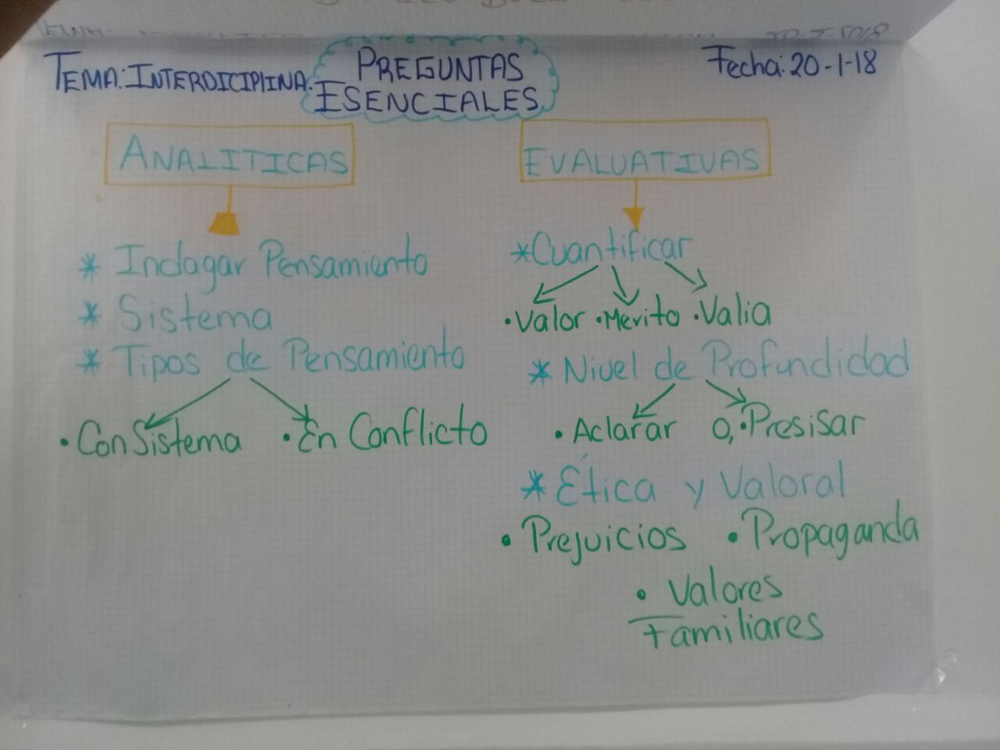 TEMA: INTERDICIPLINA.
PREGUNTAS
ESENCIALES
Fecha: 20-1-18
ANALITICAS
* Indagar Pensamiento
* Sistema
* Tipos de Pensamiento
• Con Sistema • En Conflicto
EVALUATIVAS
* Cuantificar
• Valor • Merito • Valia
* Nivel de Profundidad
• Aclarar o, • Presisar
* Ética y Valoral
• Prejuicios • Propaganda
• Valores
Familiares